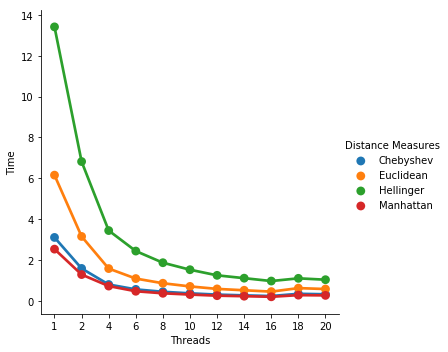 14
12
10
8
6
4
2
0
Time
1 2 4 6 8 10 12 14 16 18 20
Threads
Distance Measures
Chebyshev
Euclidean
Hellinger
Manhattan